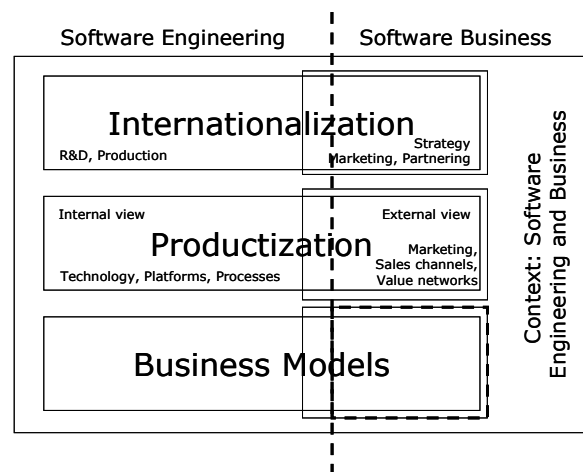 Software Engineering
Software Business
Internationalization
R&D, Production
Strategy
Marketing, Partnering
Internal view
External view
Productization
Technology, Platforms, Processes
Marketing,
Sales channels,
Value networks
Business Models
Context: Software
Engineering and Business